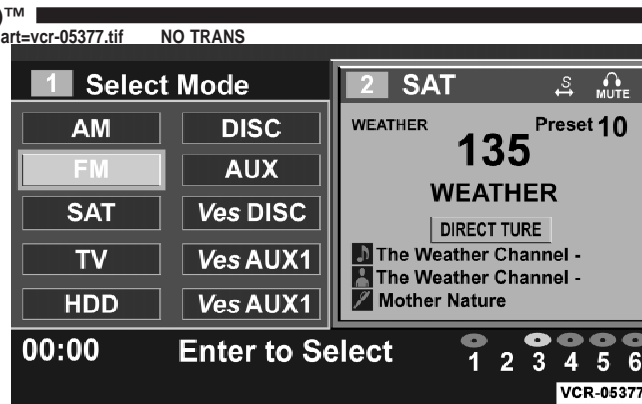 )™
art=vcr-05377.tif NO TRANS
1 Select Mode
AM DISC
FM AUX
SAT Ves DISC
TV Ves AUX1
HDD Ves AUX1
2 SAT S MUTE
WEATHER Preset 10
135
WEATHER
DIRECT TURE
The Weather Channel -
The Weather Channel -
Mother Nature
00:00 Enter to Select 1 2 3 4 5 6
VCR-05377